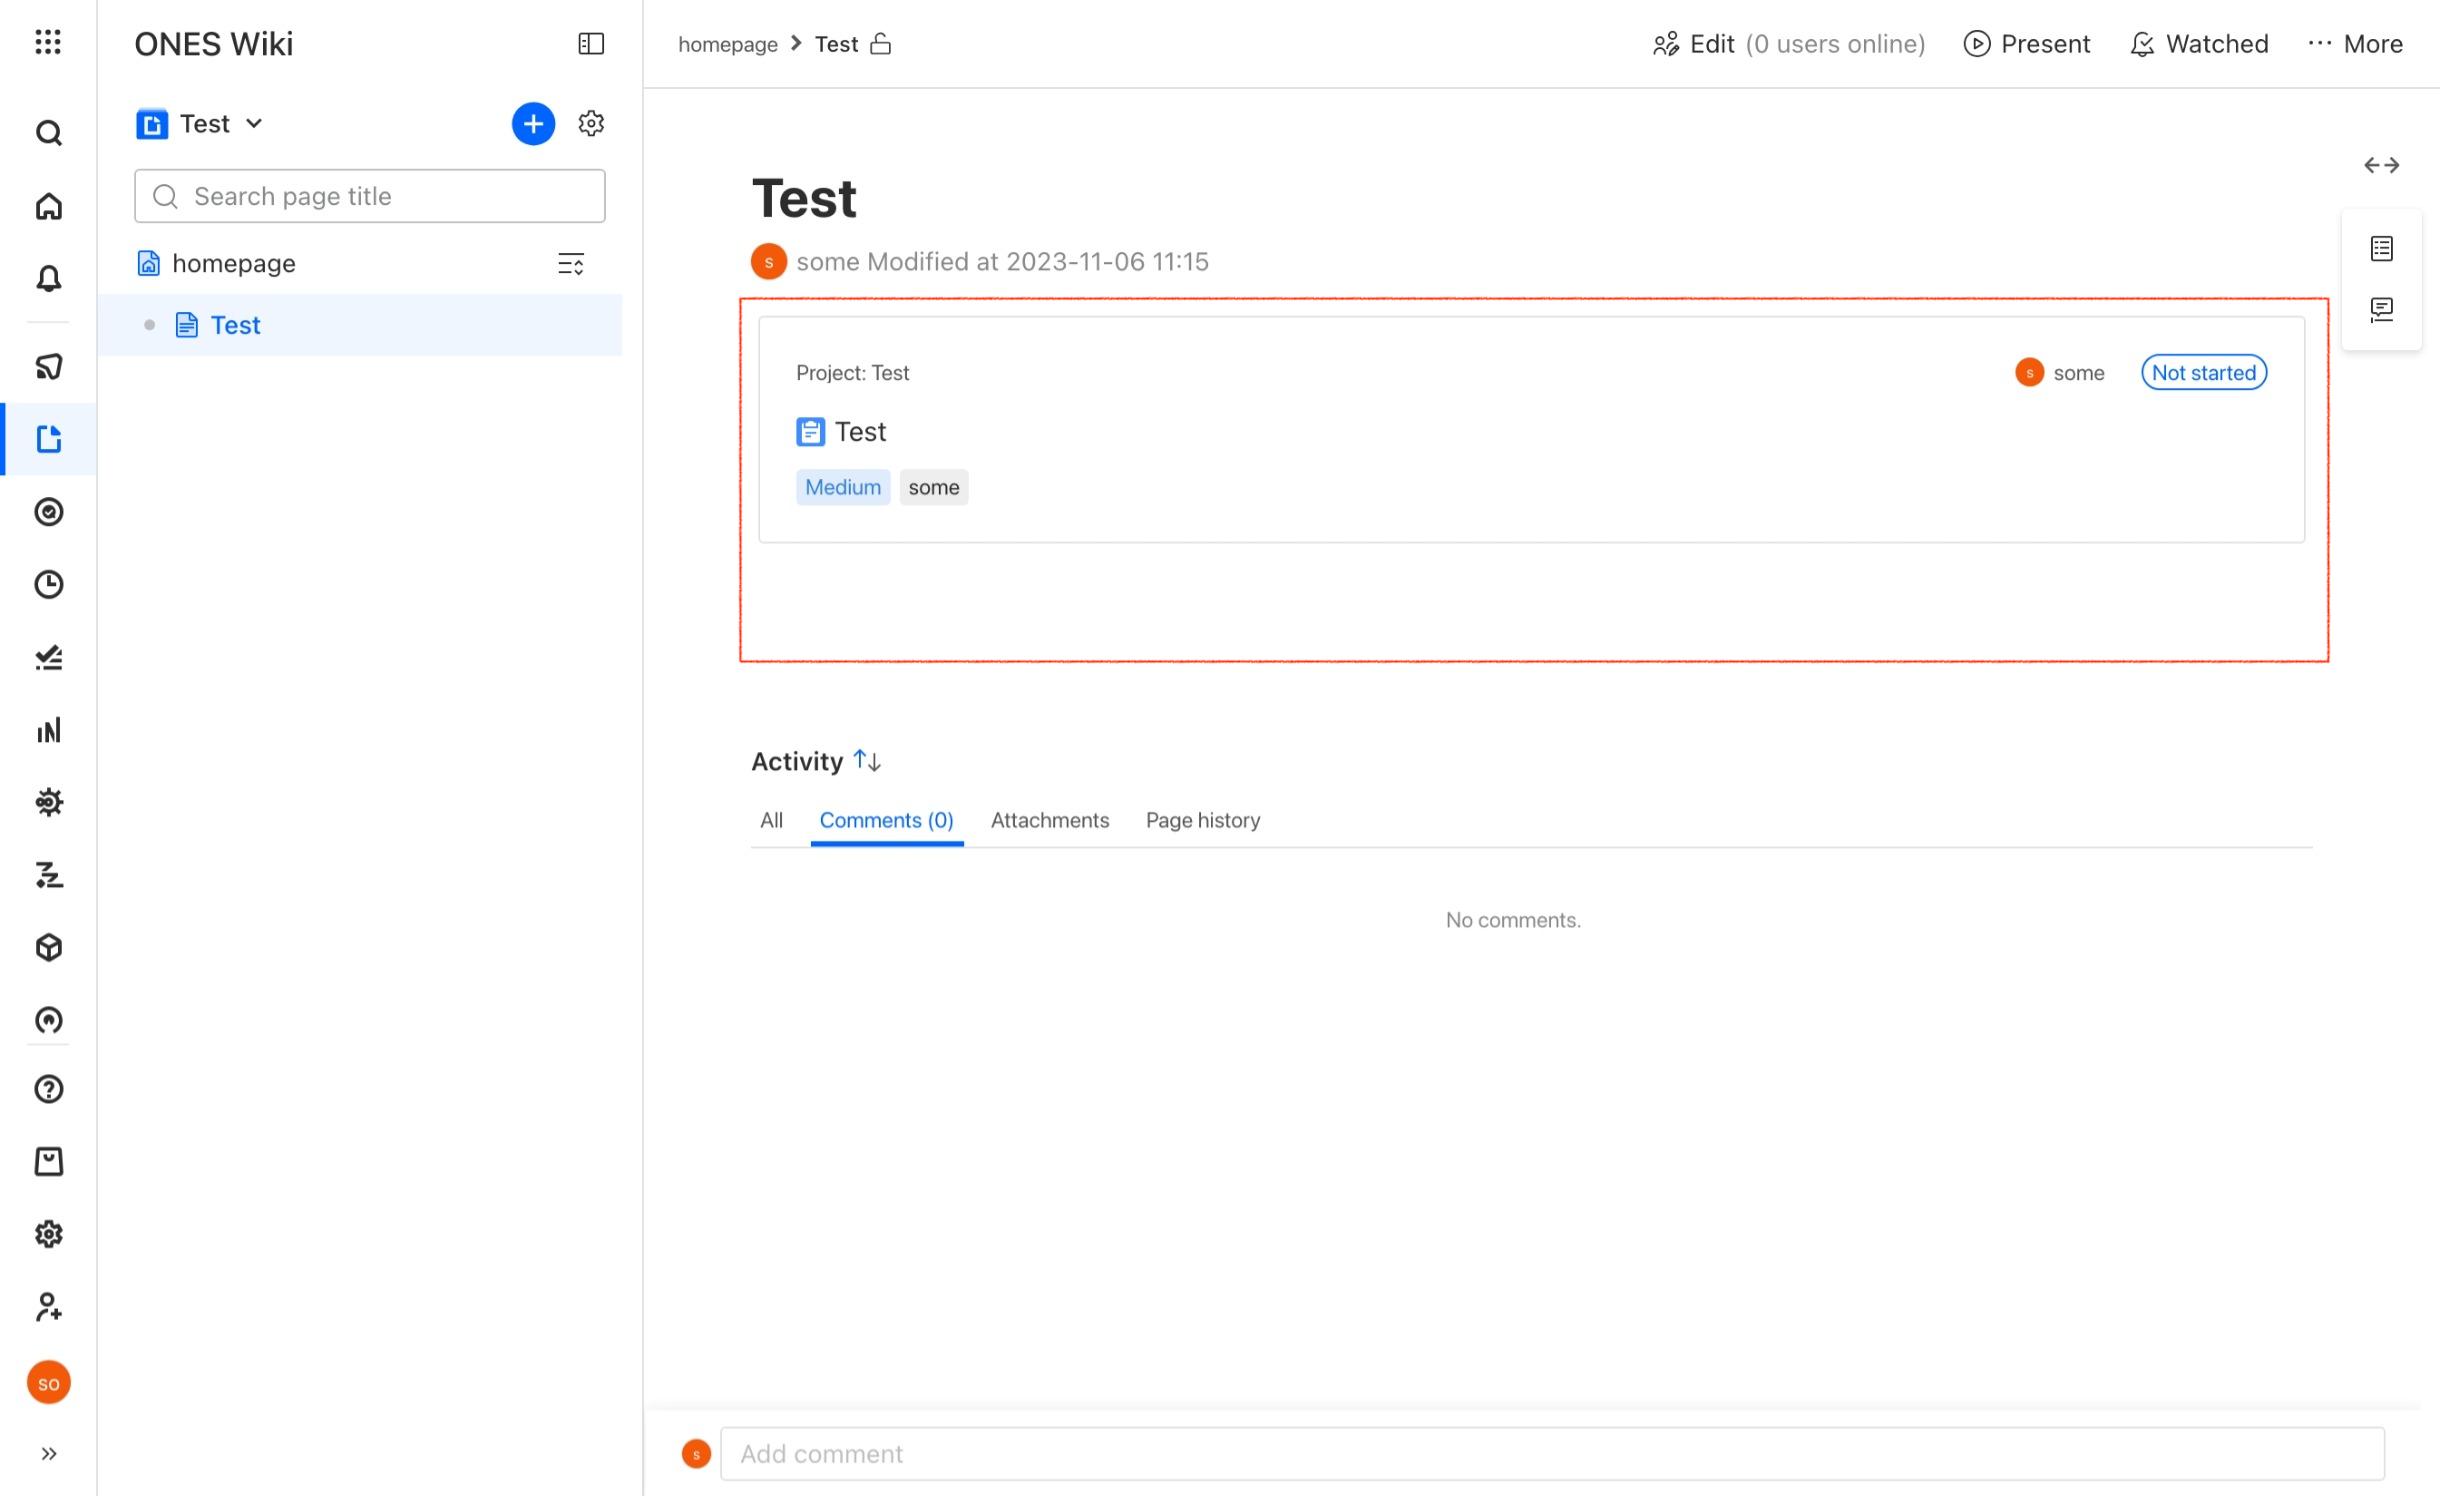 ONES Wiki
homepage Test
Edit (0 users online) Present Watched ··· More
Test
Search page title
homepage
Test
Test
s some Modified at 2023-11-06 11:15
Project: Test
s some Not started
Test
Medium some
Activity
All Comments (0) Attachments Page history
No comments.
so
s Add comment